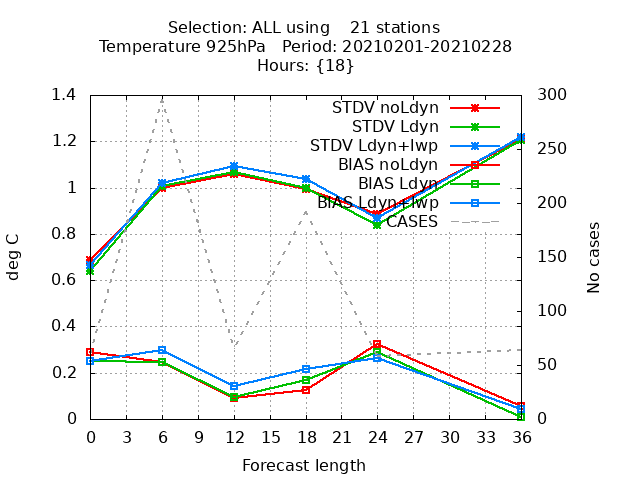 Selection: ALL using    21 stations
Temperature 925hPa   Period: 20210201-20210228
Hours: {18}
1.4
1.2
1
0.8
0.6
0.4
0.2
0
deg C
STDV noLdyn
STDV Ldyn
STDV Ldyn+lwp
BIAS noLdyn
BIAS Ldyn
BIAS Ldyn+lwp
CASES
300
250
200
150
100
50
0
No cases
0 3 6 9 12 15 18 21 24 27 30 33 36
Forecast length